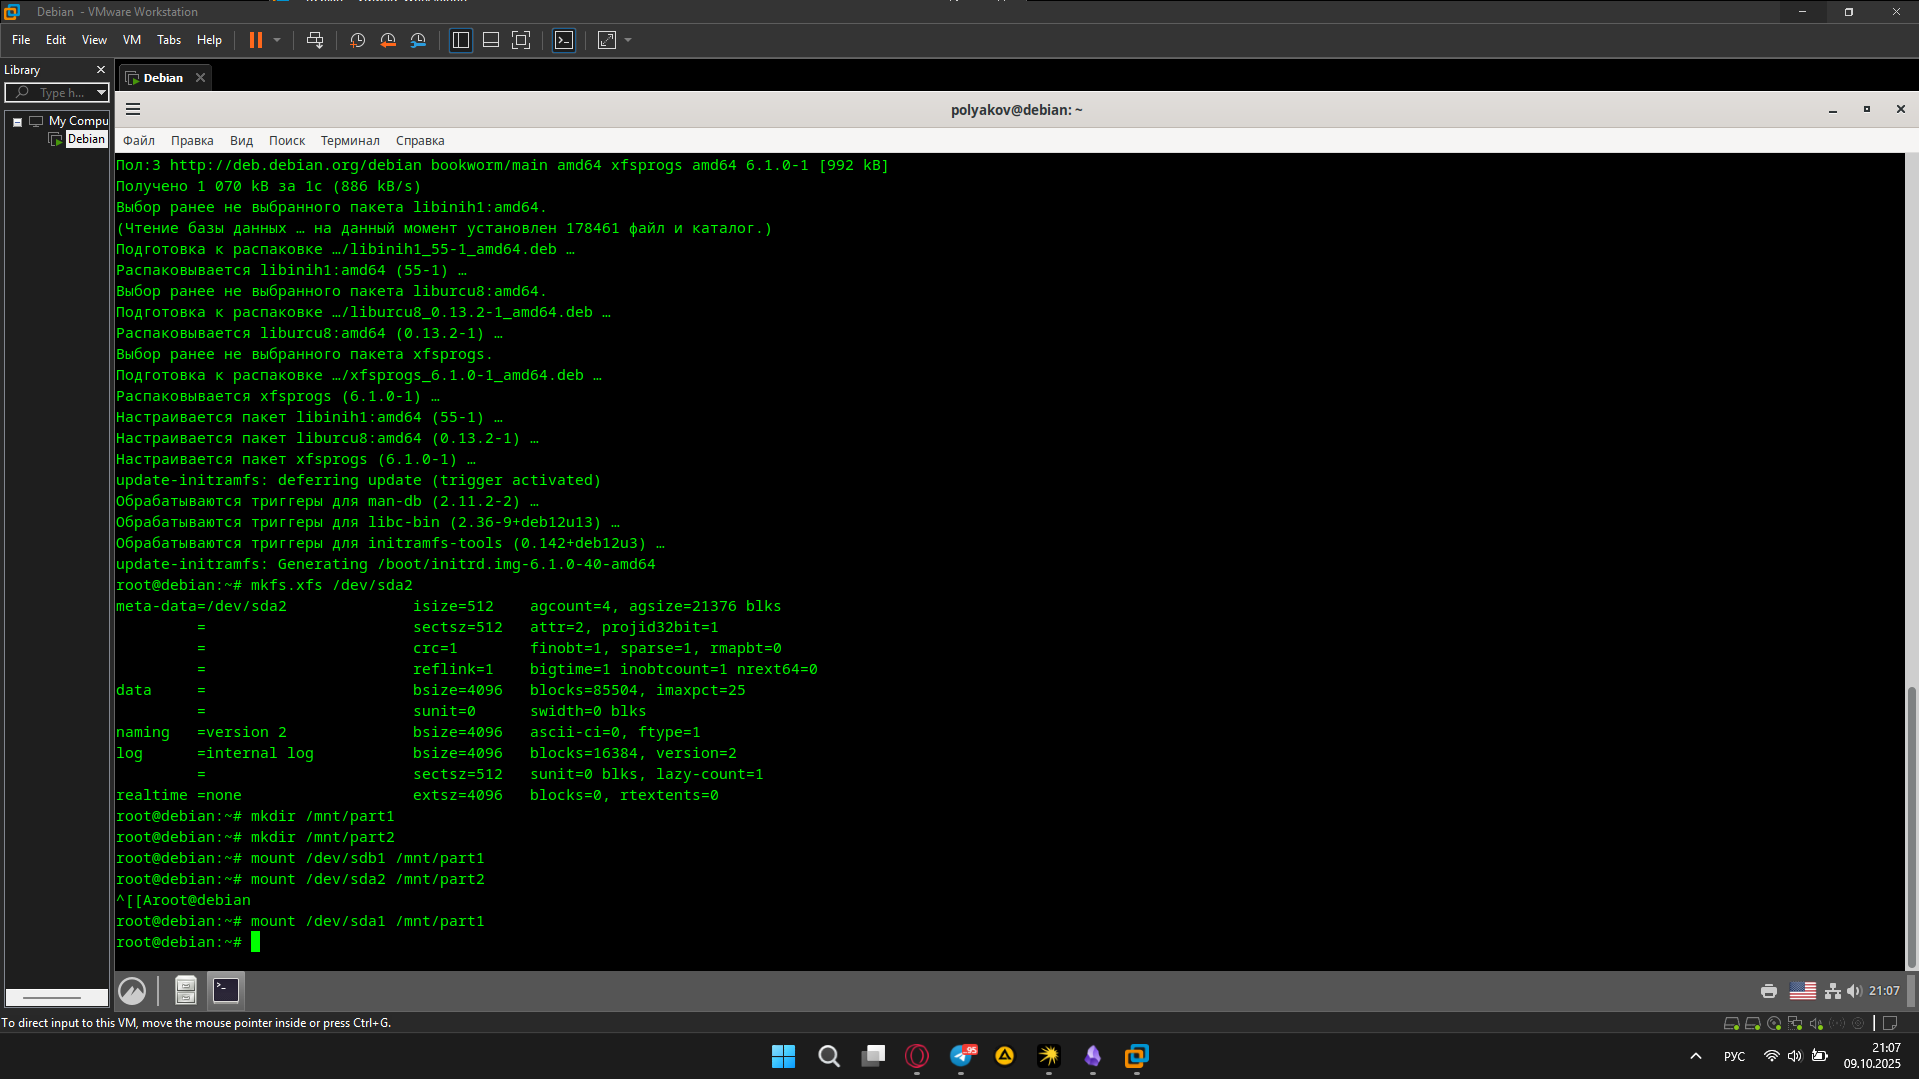 Debian - VMware Workstation
File Edit View VM Tabs Help
Library
Debian
Type h...
My Compu
Debian
polyakov@debian: ~
Файл Правка Вид Поиск Терминал Справка
Пол:3 http://deb.debian.org/debian bookworm/main amd64 xfsprogs amd64 6.1.0-1 [992 kB]
Получено 1 070 kB за 1с (886 kB/s)
Выбор ранее не выбранного пакета libinih1:amd64.
(Чтение базы данных … на данный момент установлен 178461 файл и каталог.)
Подготовка к распаковке …/libinih1_55-1_amd64.deb …
Распаковывается libinih1:amd64 (55-1) …
Выбор ранее не выбранного пакета liburcu8:amd64.
Подготовка к распаковке …/liburcu8_0.13.2-1_amd64.deb …
Распаковывается liburcu8:amd64 (0.13.2-1) …
Выбор ранее не выбранного пакета xfsprogs.
Подготовка к распаковке …/xfsprogs_6.1.0-1_amd64.deb …
Распаковывается xfsprogs (6.1.0-1) …
Настраивается пакет libinih1:amd64 (55-1) …
Настраивается пакет liburcu8:amd64 (0.13.2-1) …
Настраивается пакет xfsprogs (6.1.0-1) …
update-initramfs: deferring update (trigger activated)
Обрабатываются триггеры для man-db (2.11.2-2) …
Обрабатываются триггеры для libc-bin (2.36-9+deb12u13) …
Обрабатываются триггеры для initramfs-tools (0.142+deb12u3) …
update-initramfs: Generating /boot/initrd.img-6.1.0-40-amd64
root@debian:~# mkfs.xfs /dev/sda2
meta-data=/dev/sda2              isize=512    agcount=4, agsize=21376 blks
         =                       sectsz=512   attr=2, projid32bit=1
         =                       crc=1        finobt=1, sparse=1, rmapbt=0
         =                       reflink=1    bigtime=1 inobtcount=1 nrext64=0
data     =                       bsize=4096   blocks=85504, imaxpct=25
         =                       sunit=0      swidth=0 blks
naming   =version 2              bsize=4096   ascii-ci=0, ftype=1
log      =internal log           bsize=4096   blocks=16384, version=2
         =                       sectsz=512   sunit=0 blks, lazy-count=1
realtime =none                   extsz=4096   blocks=0, rtextents=0
root@debian:~# mkdir /mnt/part1
root@debian:~# mkdir /mnt/part2
root@debian:~# mount /dev/sdb1 /mnt/part1
root@debian:~# mount /dev/sda2 /mnt/part2
^[[Aroot@debian
root@debian:~# mount /dev/sda1 /mnt/part1
root@debian:~#
21:07
To direct input to this VM, move the mouse pointer inside or press Ctrl+G.
95
РУС
21:07
09.10.2025